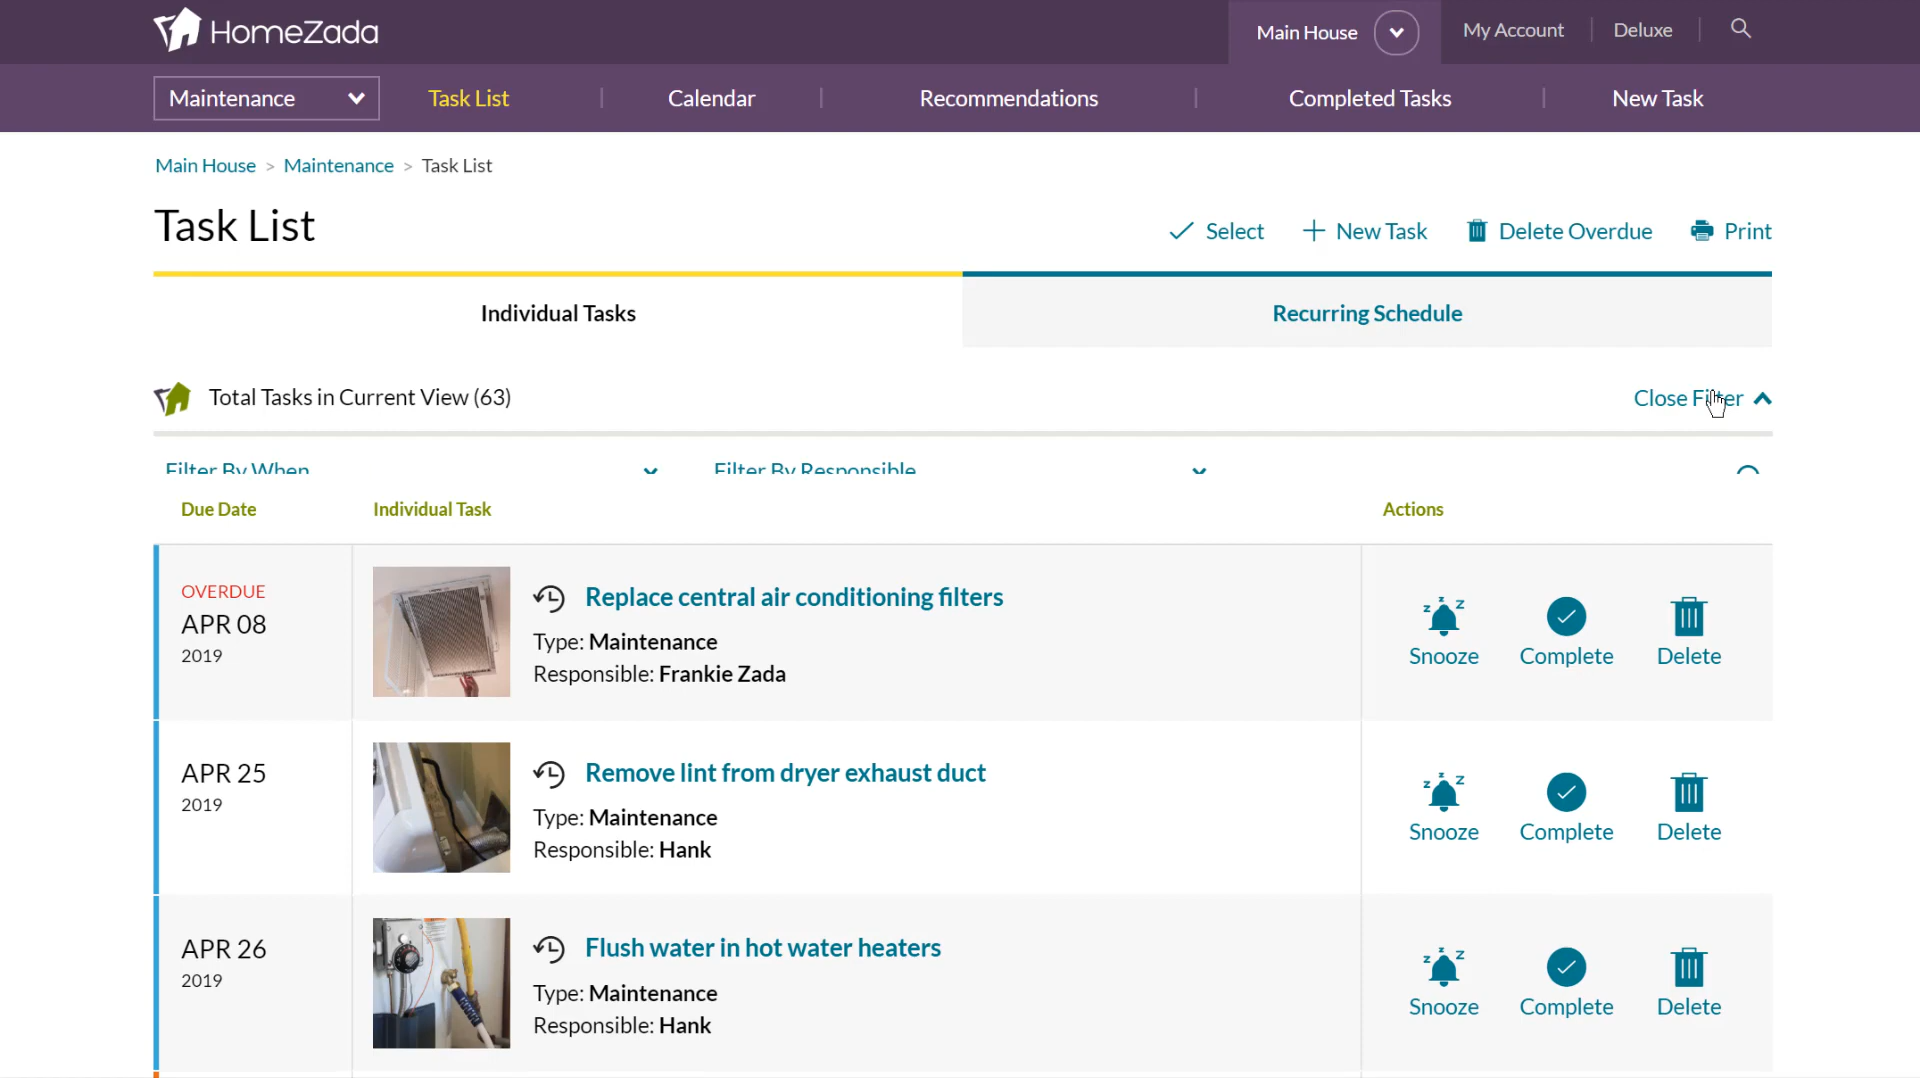 HomeZada
Main House
My Account
Deluxe
Maintenance
Task List
Calendar
Recommendations
Completed Tasks
New Task
Main House > Maintenance > Task List
Task List
Select
New Task
Delete Overdue
Print
Individual Tasks
Recurring Schedule
Total Tasks in Current View (63)
Close Filter
Filter By When
Filter By Responsible
Due Date
Individual Task
Actions
OVERDUE
APR 08
2019
Replace central air conditioning filters
Type: Maintenance
Responsible: Frankie Zada
Snooze
Complete
Delete
APR 25
2019
Remove lint from dryer exhaust duct
Type: Maintenance
Responsible: Hank
Snooze
Complete
Delete
APR 26
2019
Flush water in hot water heaters
Type: Maintenance
Responsible: Hank
Snooze
Complete
Delete